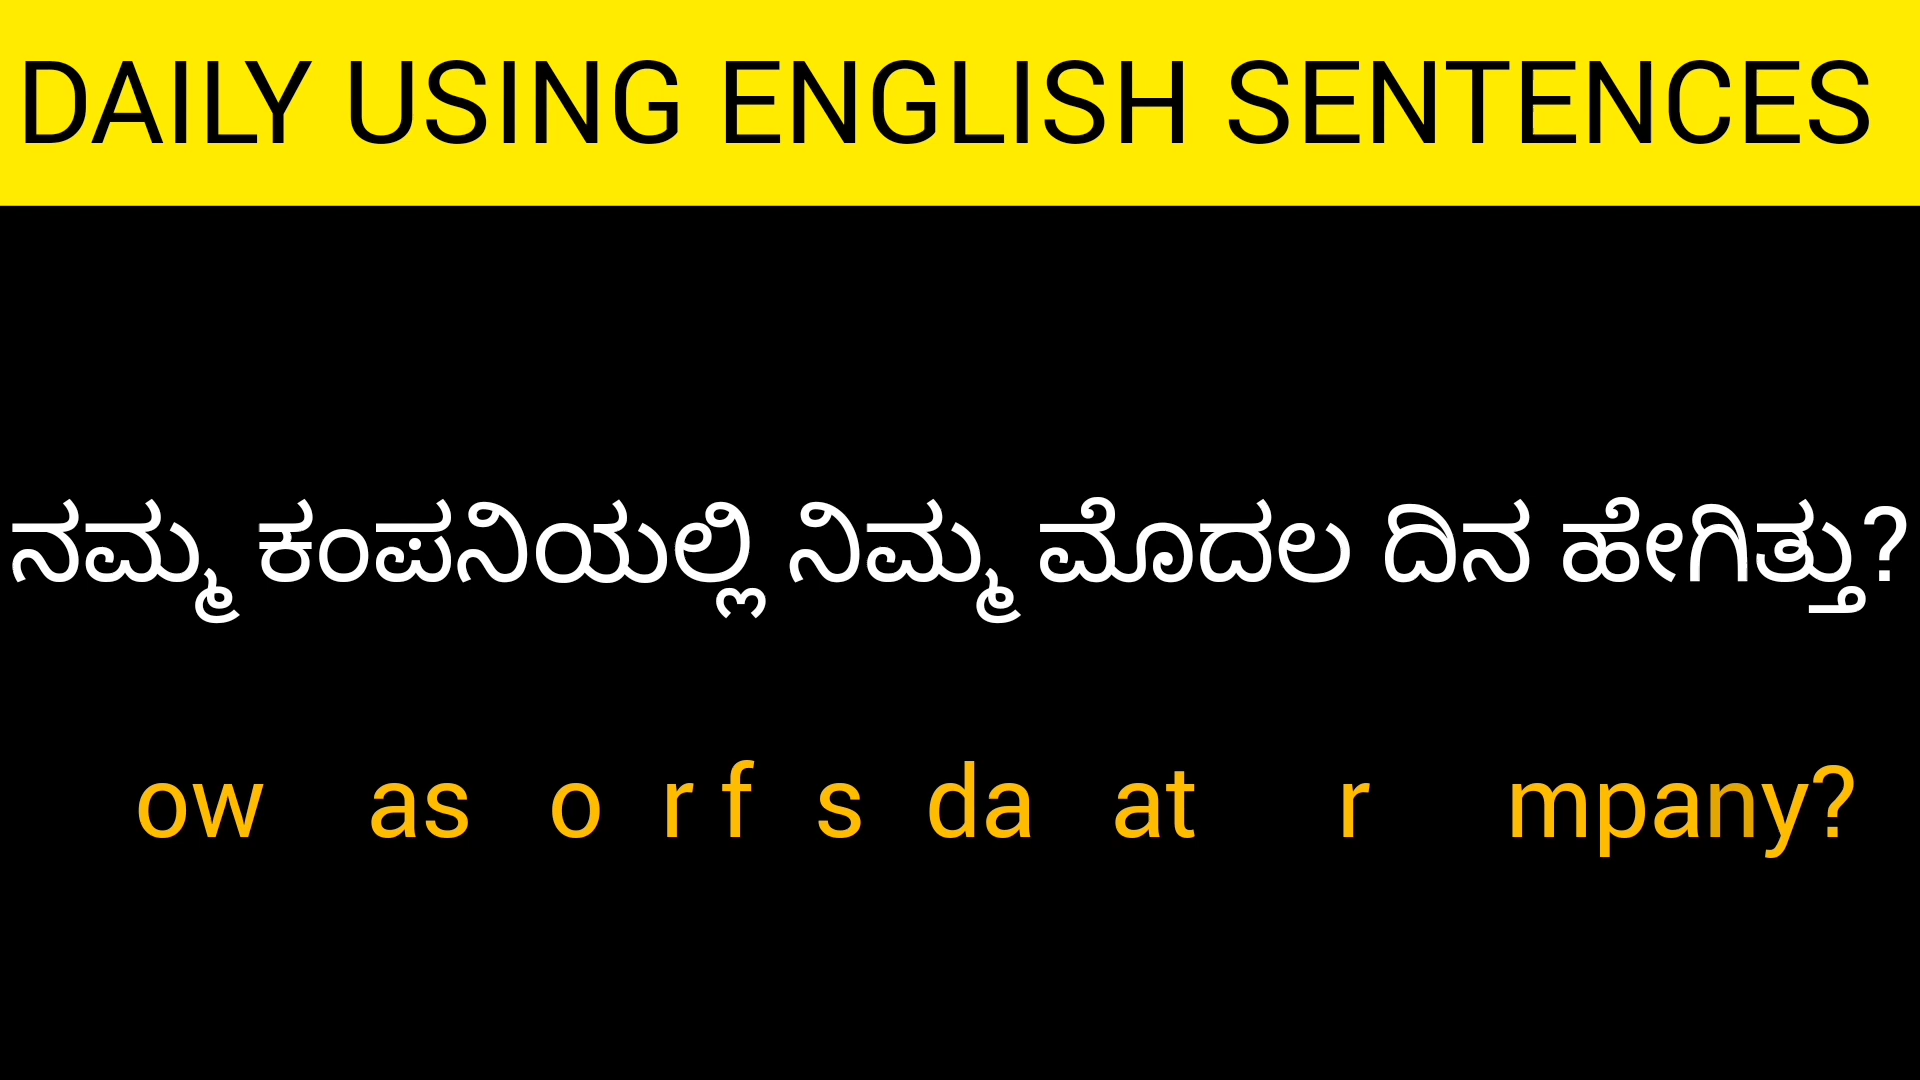 DAILY USING ENGLISH SENTENCES
ನಮ್ಮ ಕಂಪನಿಯಲ್ಲಿ ನಿಮ್ಮ ಮೊದಲ ದಿನ ಹೇಗಿತ್ತು?
ow as o r f s da at r mpany?